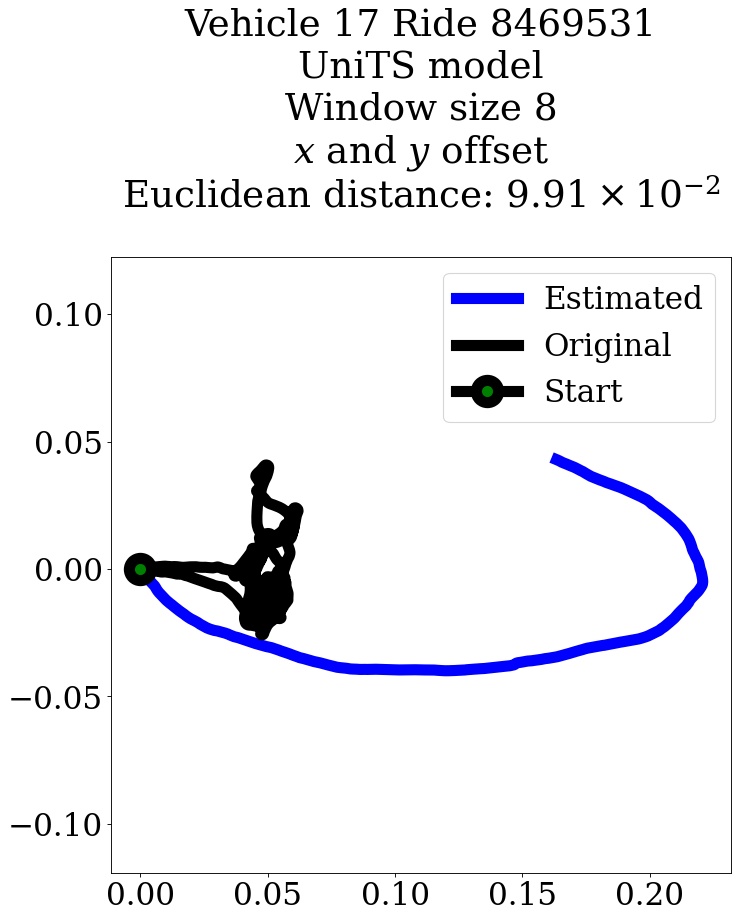 Vehicle 17 Ride 8469531
UniTS model
Window size 8
x and y offset
Euclidean distance: 9.91 × 10⁻²
Estimated
Original
Start
0.10
0.05
0.00
−0.05
−0.10
0.00 0.05 0.10 0.15 0.20